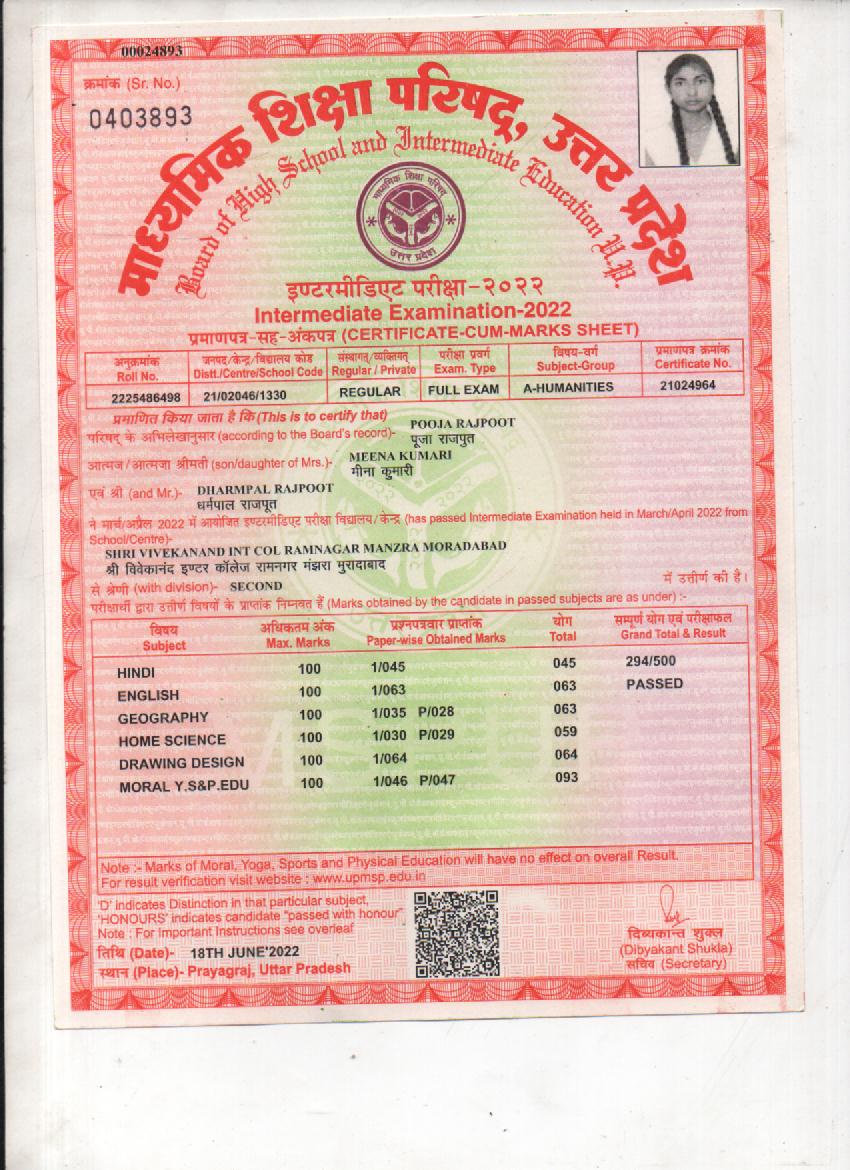 00024893
क्रमांक (Sr. No.)
0403893
माध्यमिक शिक्षा परिषद्, उत्तर प्रदेश
Board of High School and Intermediate Education U.P.
माध्यमिक शिक्षा परिषद
उत्तर प्रदेश
इण्टरमीडिएट परीक्षा-२०२२
Intermediate Examination-2022
प्रमाणपत्र-सह-अंकपत्र (CERTIFICATE-CUM-MARKS SHEET)
अनुक्रमांक जनपद/केन्द्र/विद्यालय कोड संस्थागत्/व्यक्तिगत् परीक्षा प्रवर्ग विषय-वर्ग प्रमाणपत्र क्रमांक
Roll No. Distt./Centre/School Code Regular / Private Exam. Type Subject-Group Certificate No.
2225486498 21/02046/1330 REGULAR FULL EXAM A-HUMANITIES 21024964
प्रमाणित किया जाता है कि (This is to certify that)
POOJA RAJPOOT
परिषद् के अभिलेखानुसार (according to the Board's record)- पूजा राजपुत
MEENA KUMARI
आत्मज/आत्मजा श्रीमती (son/daughter of Mrs.)- मीना कुमारी
एवं श्री (and Mr.)- DHARMPAL RAJPOOT
धर्मपाल राजपूत
ने मार्च/अप्रैल 2022 में आयोजित इण्टरमीडिएट परीक्षा विद्यालय/केन्द्र (has passed Intermediate Examination held in March/April 2022 from
School/Centre)-
SHRI VIVEKANAND INT COL RAMNAGAR MANZRA MORADABAD
श्री विवेकानंद इण्टर कॉलेज रामनगर मंझरा मुरादाबाद
से श्रेणी (with division)- SECOND में उत्तीर्ण की है।
परीक्षार्थी द्वारा उत्तीर्ण विषयों के प्राप्तांक निम्नवत् हैं (Marks obtained by the candidate in passed subjects are as under) :-
विषय अधिकतम अंक प्रश्नपत्रवार प्राप्तांक योग सम्पूर्ण योग एवं परीक्षाफल
Subject Max. Marks Paper-wise Obtained Marks Total Grand Total & Result
HINDI 100 1/045 045 294/500
ENGLISH 100 1/063 063 PASSED
GEOGRAPHY 100 1/035 P/028 063
HOME SCIENCE 100 1/030 P/029 059
DRAWING DESIGN 100 1/064 064
MORAL Y.S&P.EDU 100 1/046 P/047 093
Note :- Marks of Moral, Yoga, Sports and Physical Education will have no effect on overall Result.
For result verification visit website : www.upmsp.edu.in
'D' indicates Distinction in that particular subject,
'HONOURS' indicates candidate "passed with honour"
Note : For Important Instructions see overleaf
तिथि (Date)- 18TH JUNE'2022
स्थान (Place)- Prayagraj, Uttar Pradesh
दिब्यकान्त शुक्ल
(Dibyakant Shukla)
सचिव (Secretary)